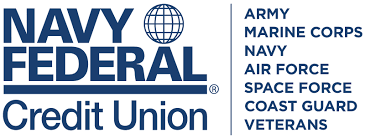 NAVY
FEDERAL®
Credit Union
ARMY
MARINE CORPS
NAVY
AIR FORCE
SPACE FORCE
COAST GUARD
VETERANS